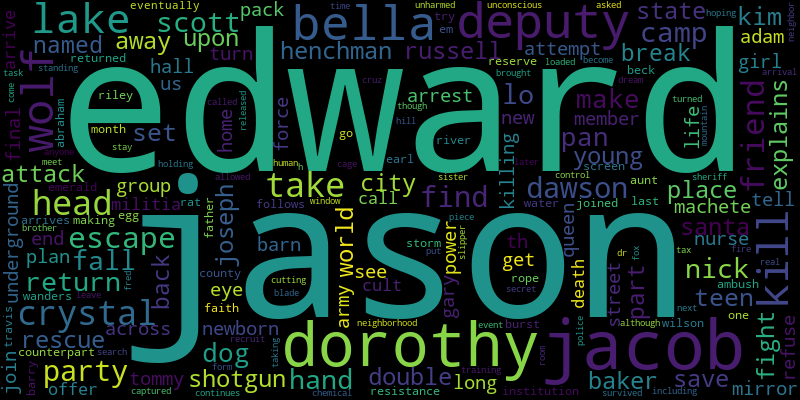 edward
jason
dorothy
jacob
bella
deputy
wolf
kill
lake
scott
away
upon
pack
state
camp
kim
adam
henchman
russell
attempt
break
girl
named
hall
us
turn
em
reserve
beck
arrive
eventually
returned
task
come
standing
riley
month
stay
abraham
final
set
home
called
released
force
arrest
lo
new
make
member
pan
young
life
friend
explains
attack
group
take
city
call
find
killing
dawson
place
machete
tell
santa
nurse
head
militia
rat
father
joseph
escape
underground
arrives
making
egg
brother
end
plan
fall
back
return
wanders
crystal
rescue
across
counterpart
newborn
eye
faith
county
barn
follows
army
world
see
cult
gary
power
storm
th
get
rope
secret
queen
death
street
part
nick
teen
ambush
fight
refuse
mirror
save
baker
wilson
one
although
police
double
long
hand
resistance
dog
shotgun
tommy
party
offer
join
travis
barry
captured
continues
search
institution
chemical
survived
including
training
event
burst
neighborhood
room
blade
cutting
recruit
taking
form
fred
leave
emerald
meet
anyone
holding
allowed
window
human
cage
sister
water
control
screen
joined
aunt
last
sheriff
mountain
turned
dream
arrival
neighbor
hoping
unharmed
unconscious
asked
time
try
loaded
become
brought
though
hill
river
earl
cruz
go
later
piece
slipper
put
dr
fox
tax
fire
real
next
h